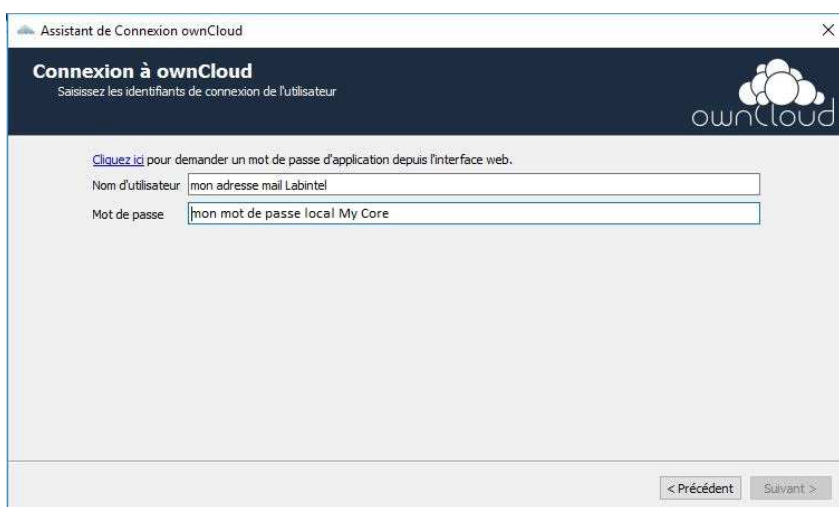 Assistant de Connexion ownCloud
Connexion à ownCloud
Saisissez les identifiants de connexion de l'utilisateur
ownCloud
Cliquez ici pour demander un mot de passe d'application depuis l'interface web.
Nom d'utilisateur mon adresse mail Labintel
Mot de passe mon mot de passe local My Core
< Précédent Suivant >